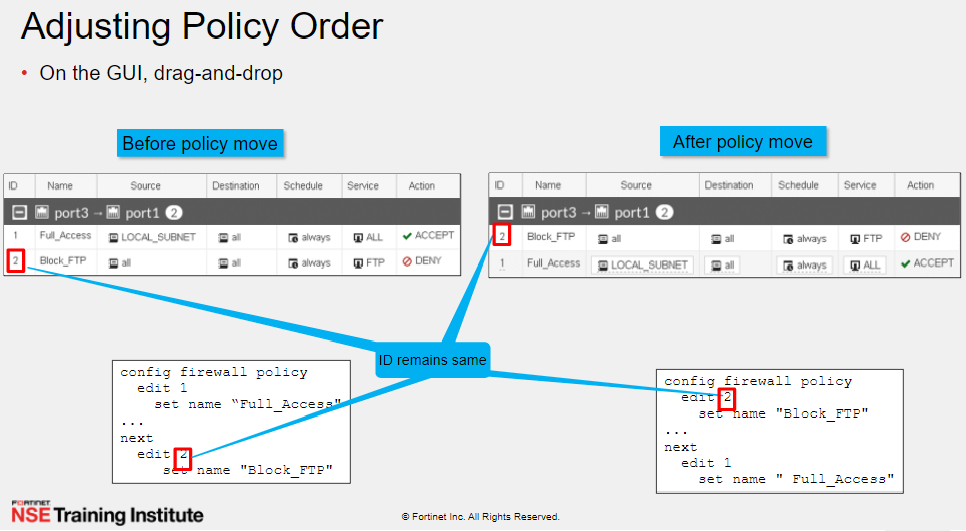 Adjusting Policy Order
• On the GUI, drag-and-drop
Before policy move
After policy move
ID Name Source Destination Schedule Service Action
port3 → port1 2
1 Full_Access LOCAL_SUBNET all always ALL ACCEPT
2 Block_FTP all all always FTP DENY
ID Name Source Destination Schedule Service Action
port3 → port1 2
2 Block_FTP all all always FTP DENY
1 Full_Access LOCAL_SUBNET all always ALL ACCEPT
ID remains same
config firewall policy
edit 1
set name “Full_Access"
...
next
edit 2
set name "Block_FTP"
config firewall policy
edit 2
set name "Block_FTP"
...
next
edit 1
set name " Full_Access"
FORTINET
NSE Training Institute
© Fortinet Inc. All Rights Reserved.